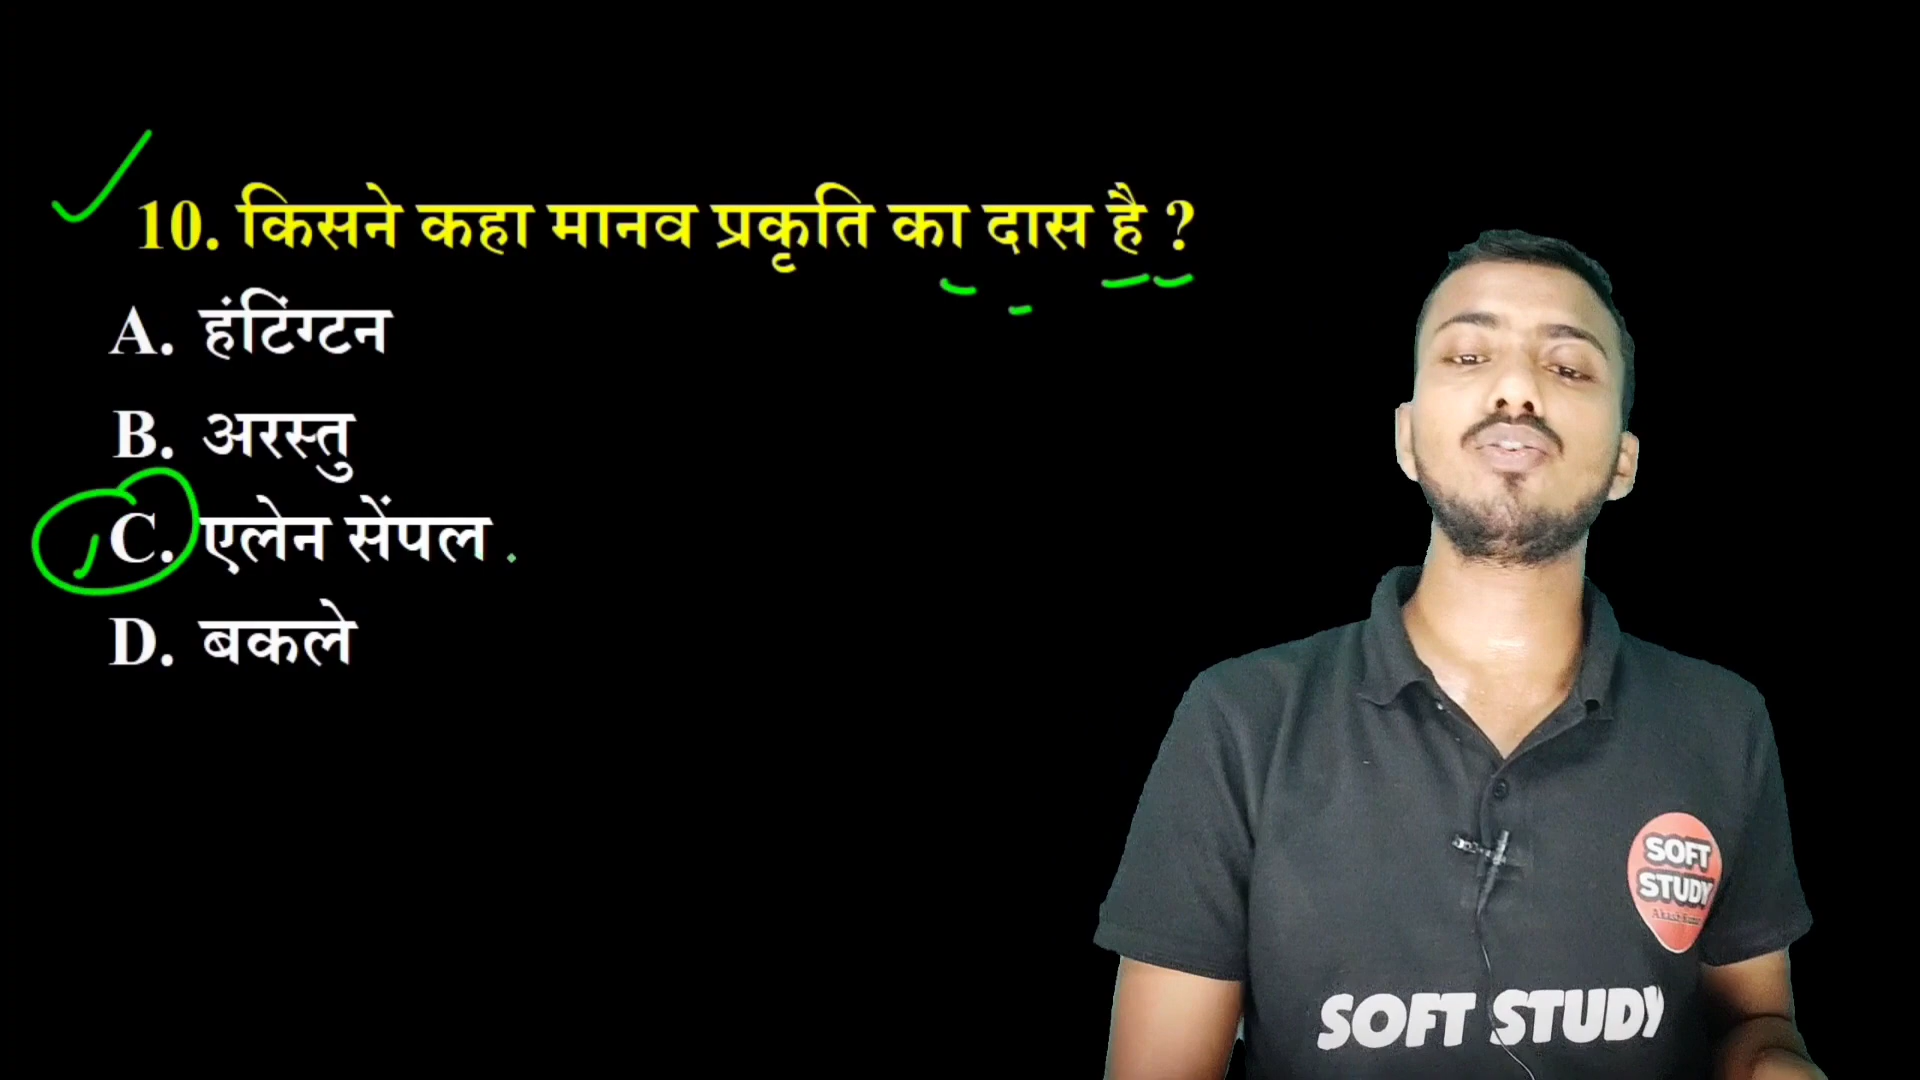 10. किसने कहा मानव प्रकृति का दास है ?
A. हंटिंग्टन
B. अरस्तु
C. एलेन सेंपल .
D. बकले
SOFT
STUDY
SOFT STUDY